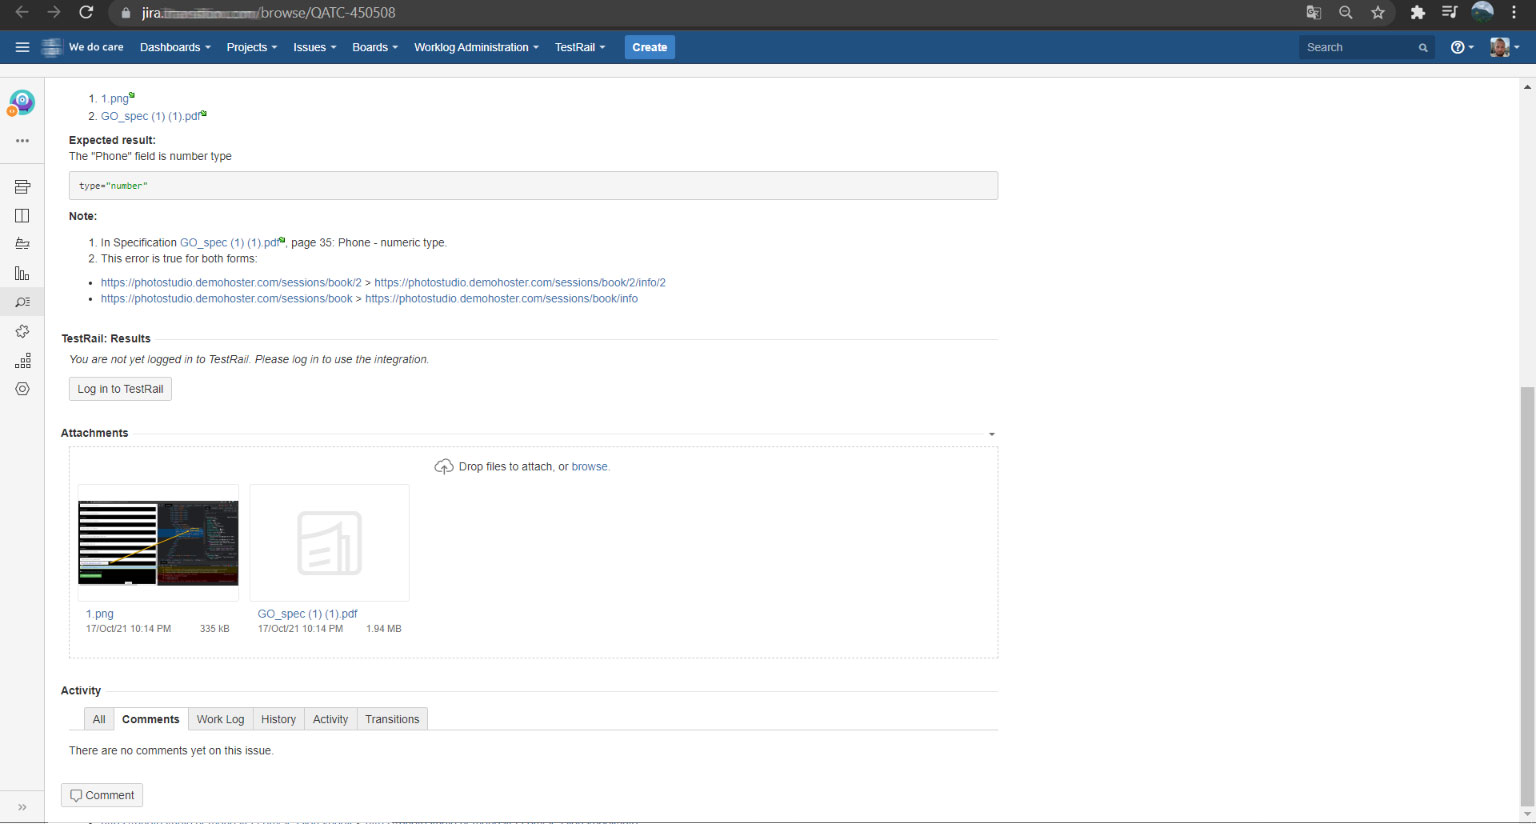 jira. /browse/QATC-450508
We do care Dashboards Projects Issues Boards Worklog Administration TestRail Create Search
1. 1.png
2. GO_spec (1) (1).pdf
Expected result:
The "Phone" field is number type
type="number"
Note:
1. In Specification GO_spec (1) (1).pdf, page 35: Phone - numeric type.
2. This error is true for both forms:
• https://photostudio.demohoster.com/sessions/book/2 > https://photostudio.demohoster.com/sessions/book/2/info/2
• https://photostudio.demohoster.com/sessions/book > https://photostudio.demohoster.com/sessions/book/info
TestRail: Results
You are not yet logged in to TestRail. Please log in to use the integration.
Log in to TestRail
Attachments
Drop files to attach, or browse.
1.png GO_spec (1) (1).pdf
17/Oct/21 10:14 PM 335 kB 17/Oct/21 10:14 PM 1.94 MB
Activity
All Comments Work Log History Activity Transitions
There are no comments yet on this issue.
Comment